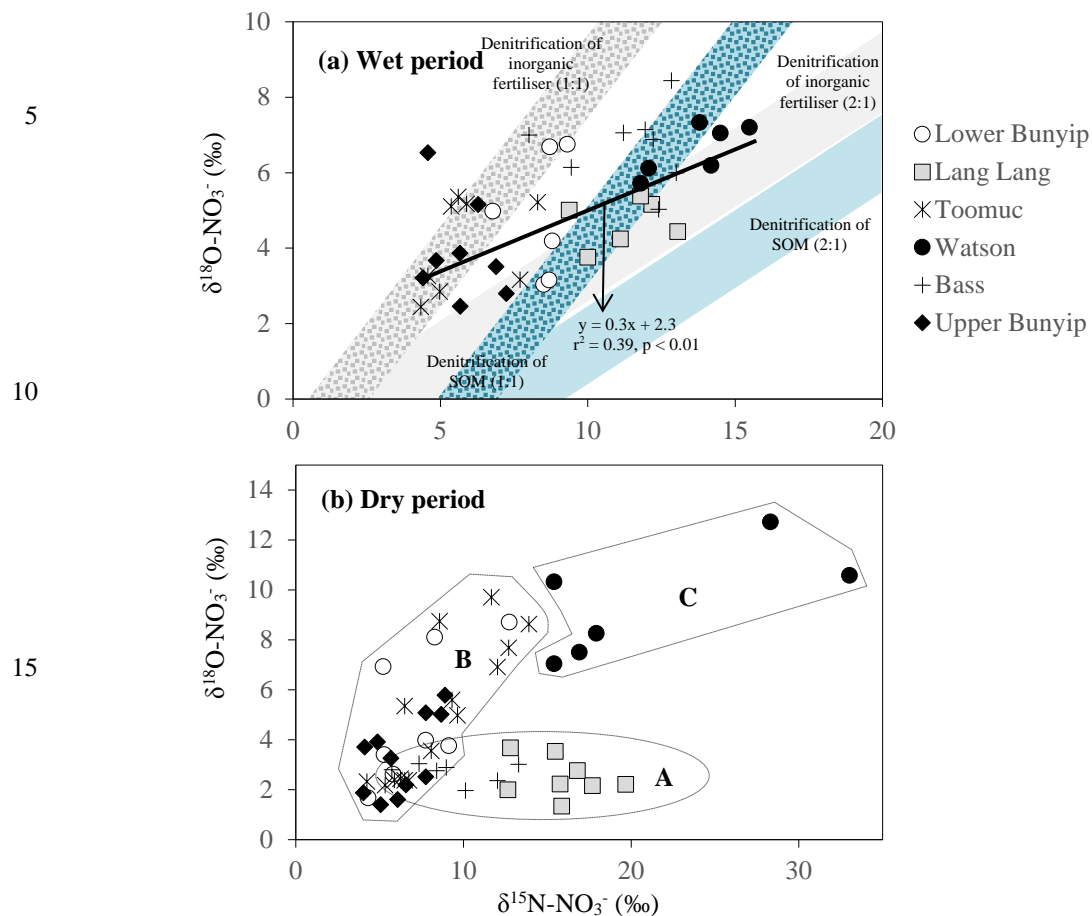 5
10
15
10
8
6
4
2
0
δ¹⁸O-NO₃⁻ (‰)
(a) Wet period
Denitrification of
inorganic
fertiliser (1:1)
Denitrification
of inorganic
fertiliser (2:1)
Denitrification of
SOM (2:1)
Denitrification of
SOM (1:1)
y = 0.3x + 2.3
r² = 0.39, p < 0.01
0 5 10 15 20
Lower Bunyip
Lang Lang
Toomuc
Watson
Bass
Upper Bunyip
14
12
10
8
6
4
2
0
δ¹⁸O-NO₃⁻ (‰)
(b) Dry period
C
B
A
0 10 20 30
δ¹⁵N-NO₃⁻ (‰)